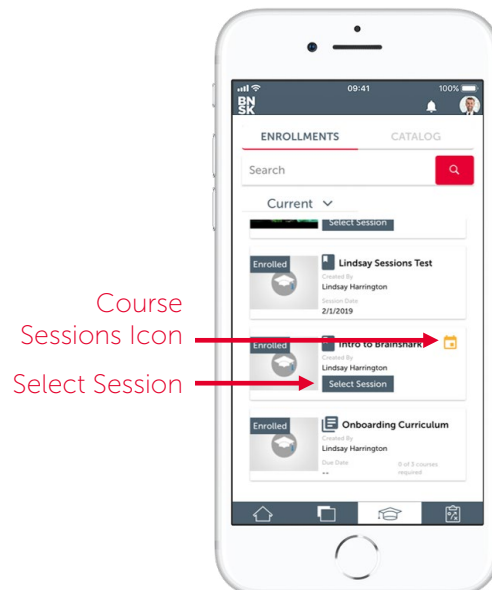 09:41
100%
BN
SK
ENROLLMENTS
CATALOG
Search
Current
Select Session
Enrolled
Lindsay Sessions Test
Created By
Lindsay Harrington
Session Date
2/1/2019
Course
Sessions Icon
Enrolled
Intro to Brainshark
Created By
Lindsay Harrington
Select Session
Select Session
Enrolled
Onboarding Curriculum
Created By
Lindsay Harrington
Due Date
--
0 of 3 courses
required